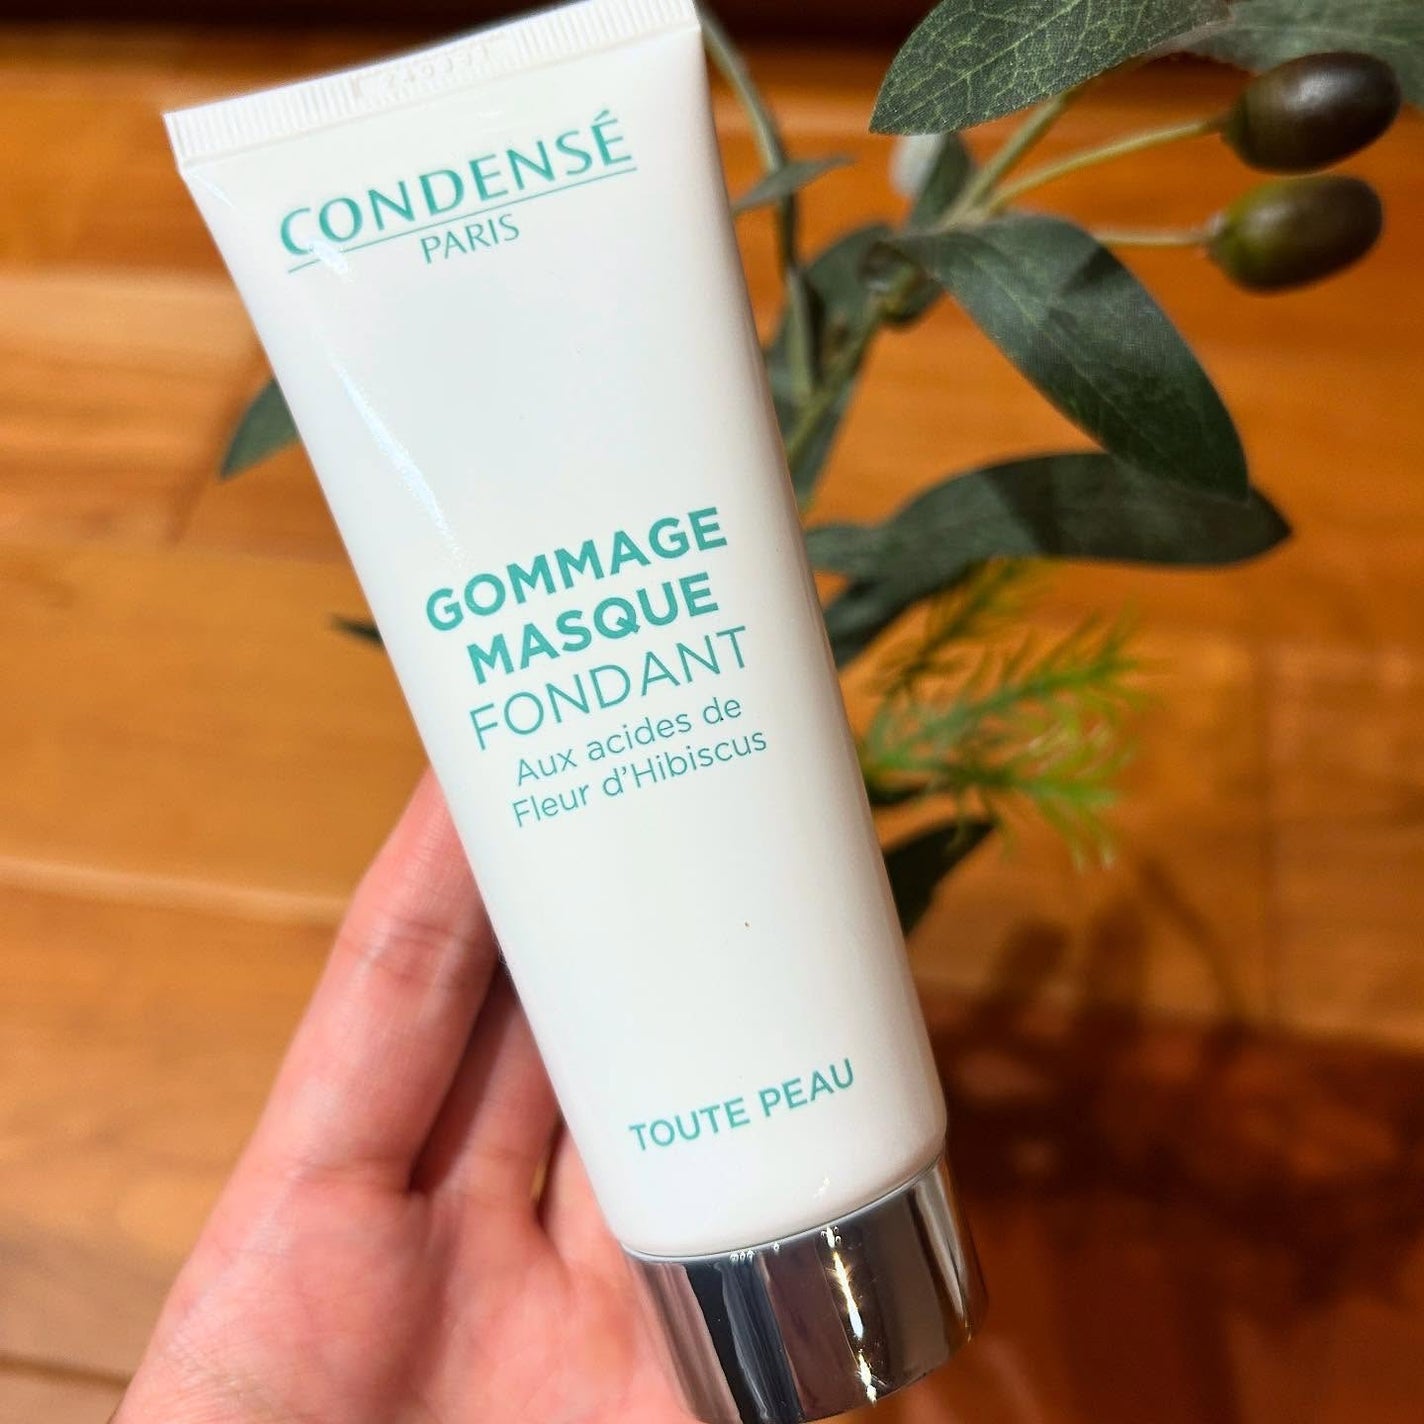 CONDENSÉ
PARIS
GOMMAGE
MASQUE
FONDANT
Aux acides de
Fleur d'Hibiscus
TOUTE PEAU